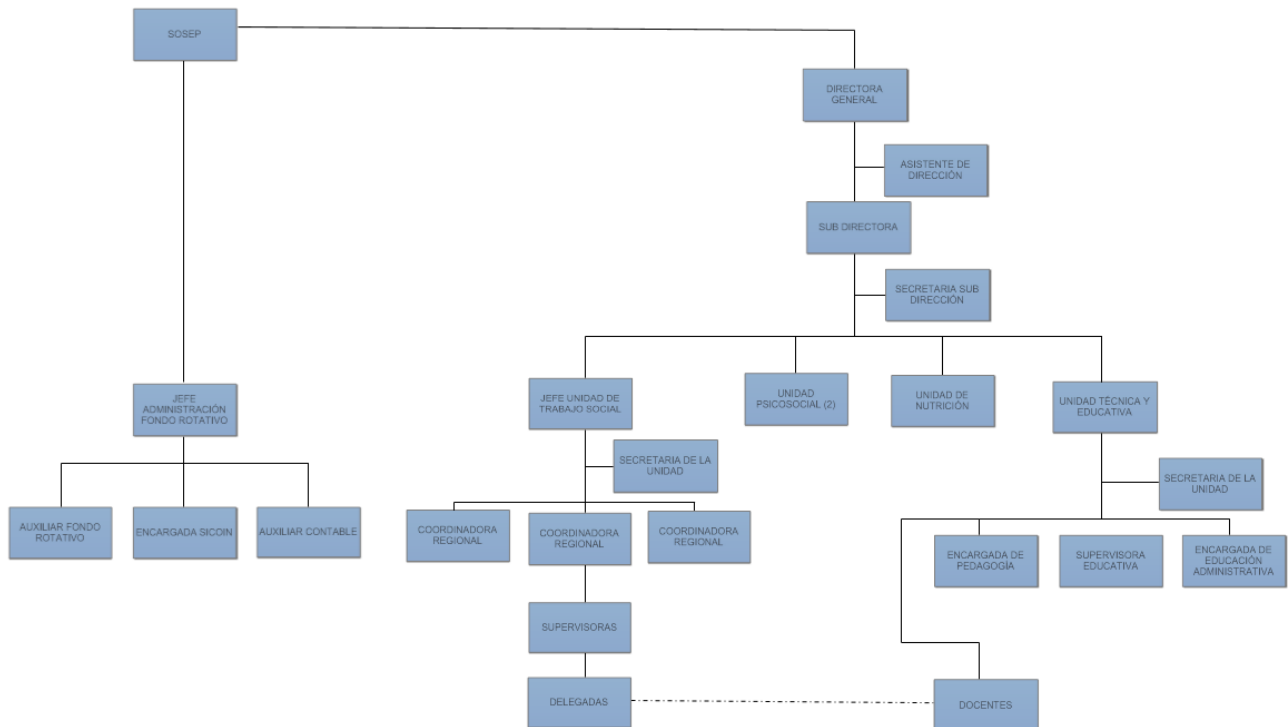 SOSEP
DIRECTORA
GENERAL
ASISTENTE DE
DIRECCIÓN
SUB DIRECTORA
SECRETARIA SUB
DIRECCIÓN
JEFE
ADMINISTRACIÓN
FONDO ROTATIVO
JEFE UNIDAD DE
TRABAJO SOCIAL
UNIDAD
PSICOSOCIAL (2)
UNIDAD DE
NUTRICIÓN
UNIDAD TÉCNICA Y
EDUCATIVA
SECRETARIA DE LA
UNIDAD
SECRETARIA DE LA
UNIDAD
AUXILIAR FONDO
ROTATIVO
ENCARGADA SICOIN
AUXILIAR CONTABLE
COORDINADORA
REGIONAL
COORDINADORA
REGIONAL
COORDINADORA
REGIONAL
ENCARGADA DE
PEDAGOGÍA
SUPERVISORA
EDUCATIVA
ENCARGADA DE
EDUCACIÓN
ADMINISTRATIVA
SUPERVISORAS
DELEGADAS
DOCENTES